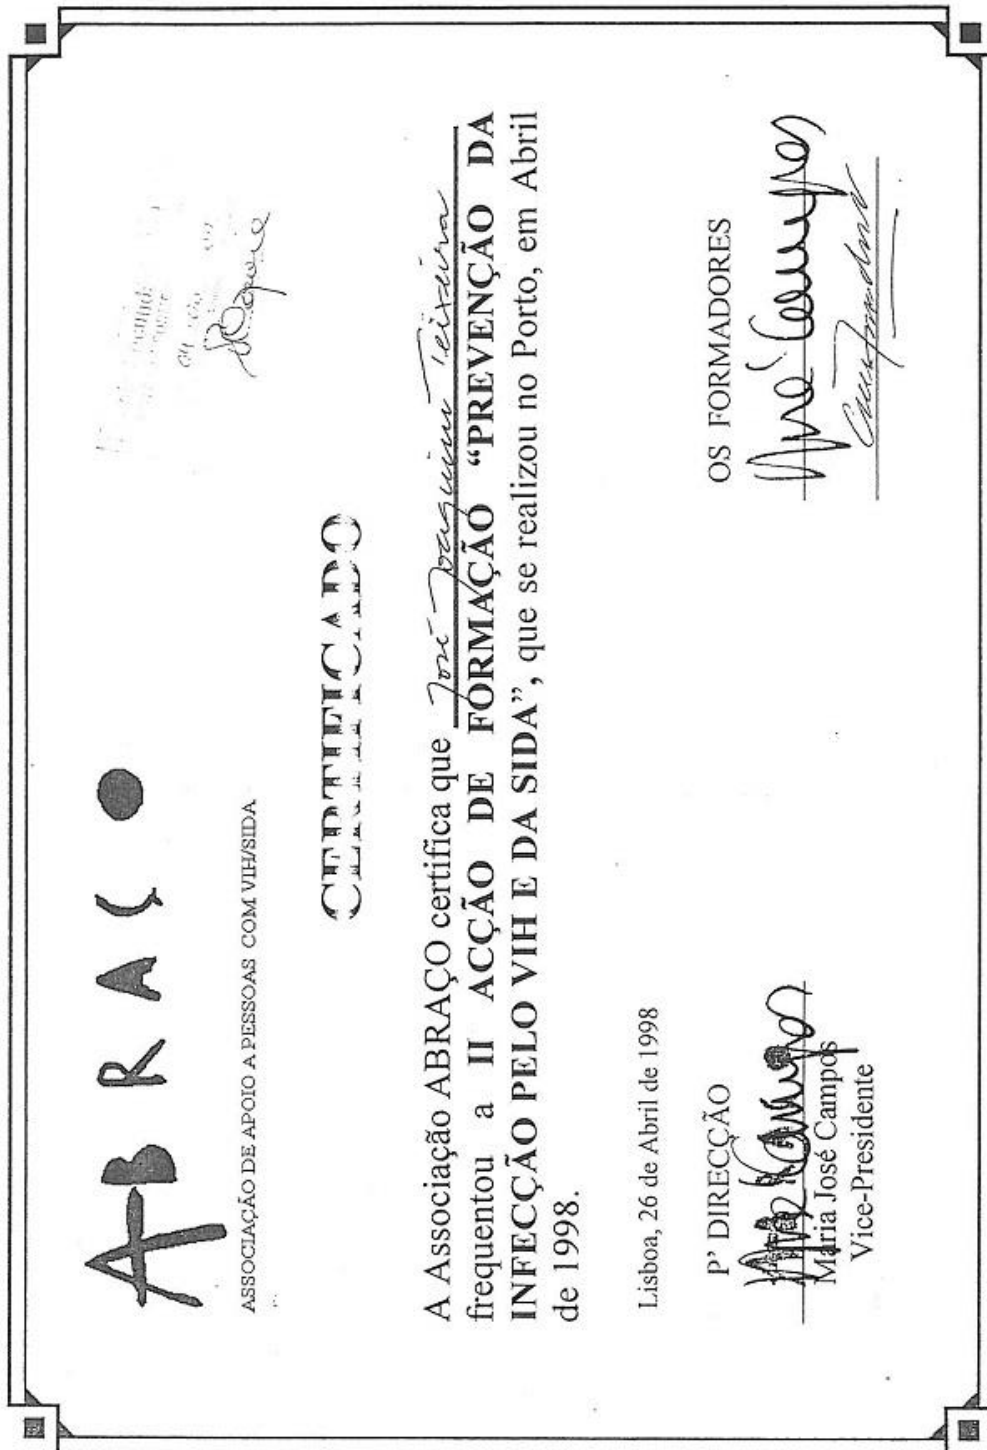 ABRAÇO
ASSOCIAÇÃO DE APOIO A PESSOAS COM VIH/SIDA
CERTIFICADO
A Associação ABRAÇO certifica que José Joaquim Teixeira
frequentou a II ACÇÃO DE FORMAÇÃO “PREVENÇÃO DA
INFECÇÃO PELO VIH E DA SIDA”, que se realizou no Porto, em Abril
de 1998.
Lisboa, 26 de Abril de 1998
P’ DIRECÇÃO
Maria José Campos
Vice-Presidente
OS FORMADORES